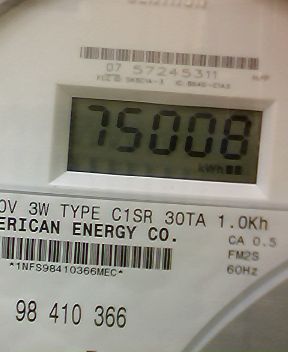 07 57245311
75008
kWh
0V 3W TYPE C1SR 30TA 1.0Kh
ERICAN ENERGY CO.
CA 0.5
FM2S
*1NFS98410366MEC*
60Hz
98 410 366